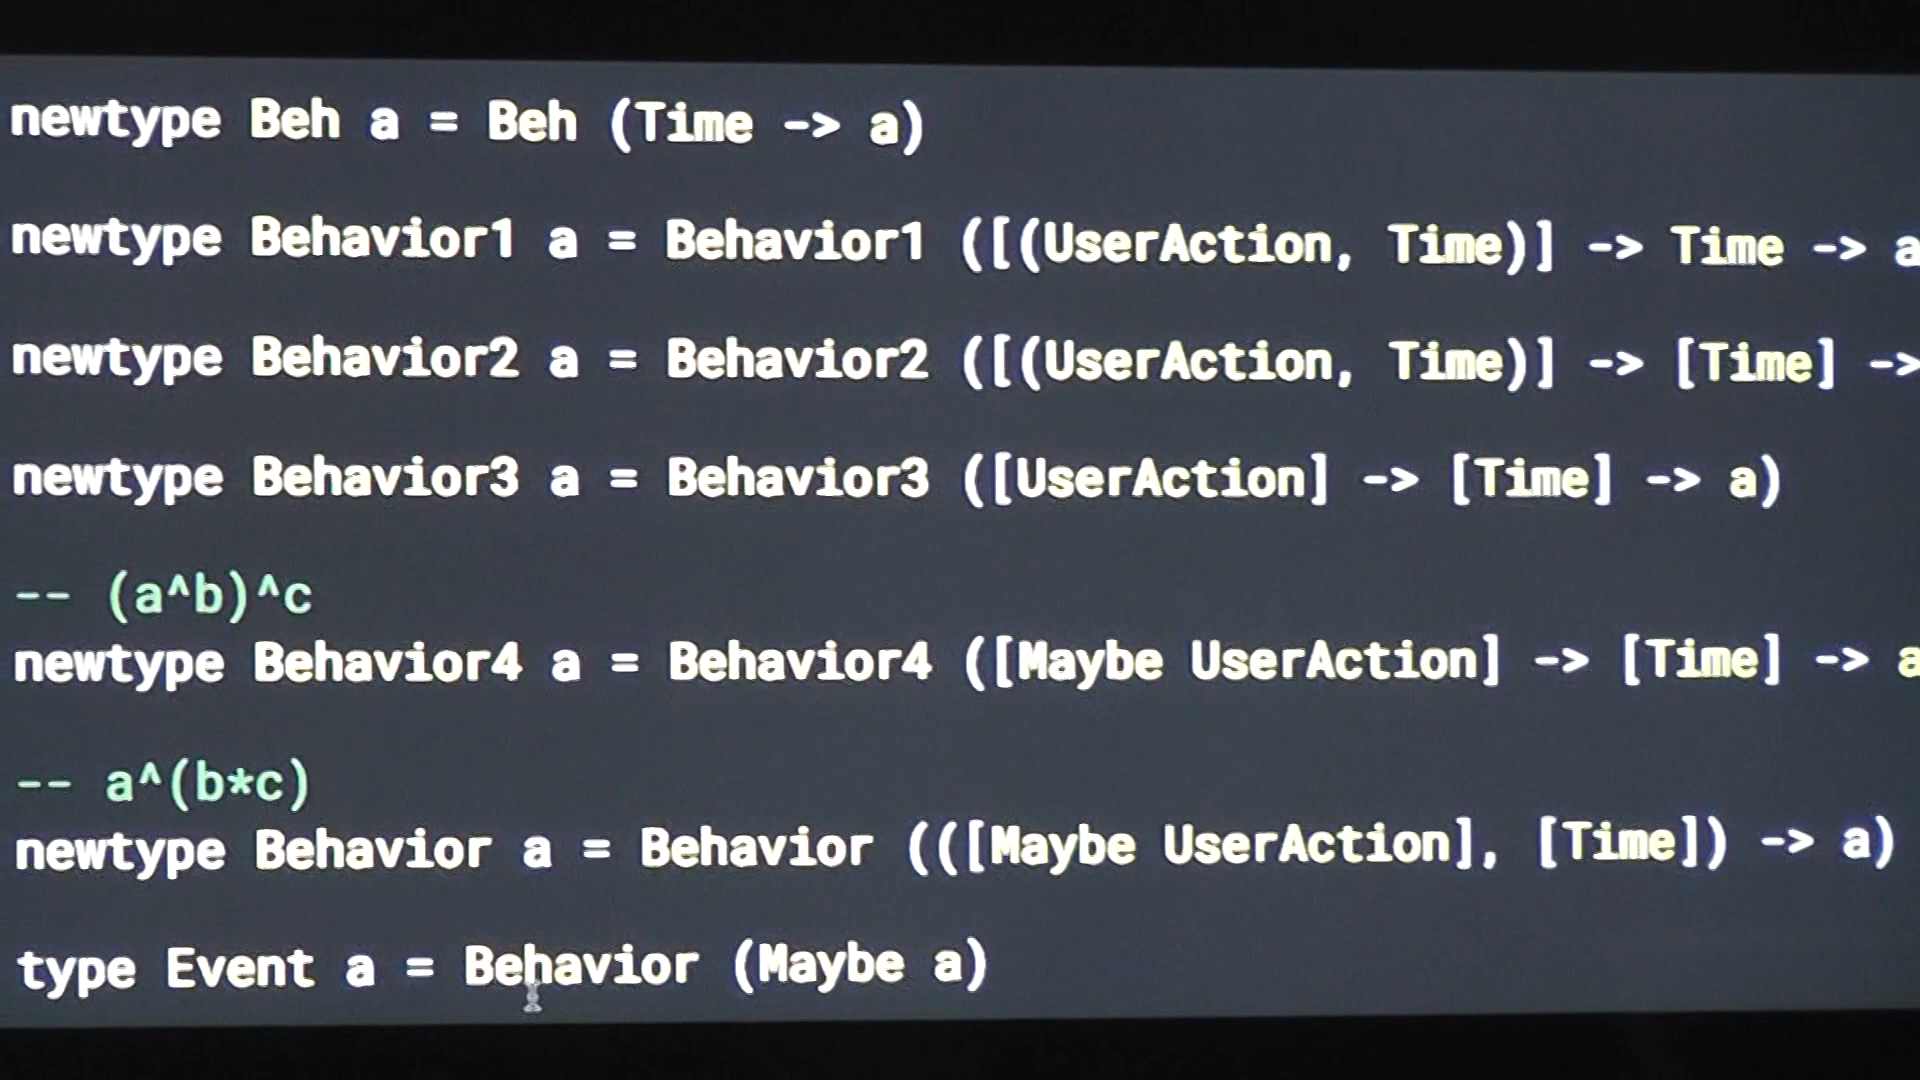 newtype Beh a = Beh (Time -> a)
newtype Behavior1 a = Behavior1 ([(UserAction, Time)] -> Time -> a
newtype Behavior2 a = Behavior2 ([(UserAction, Time)] -> [Time] ->
newtype Behavior3 a = Behavior3 ([UserAction] -> [Time] -> a)
-- (a^b)^c
newtype Behavior4 a = Behavior4 ([Maybe UserAction] -> [Time] -> a
-- a^(b*c)
newtype Behavior a = Behavior (([Maybe UserAction], [Time]) -> a)
type Event a = Behavior (Maybe a)